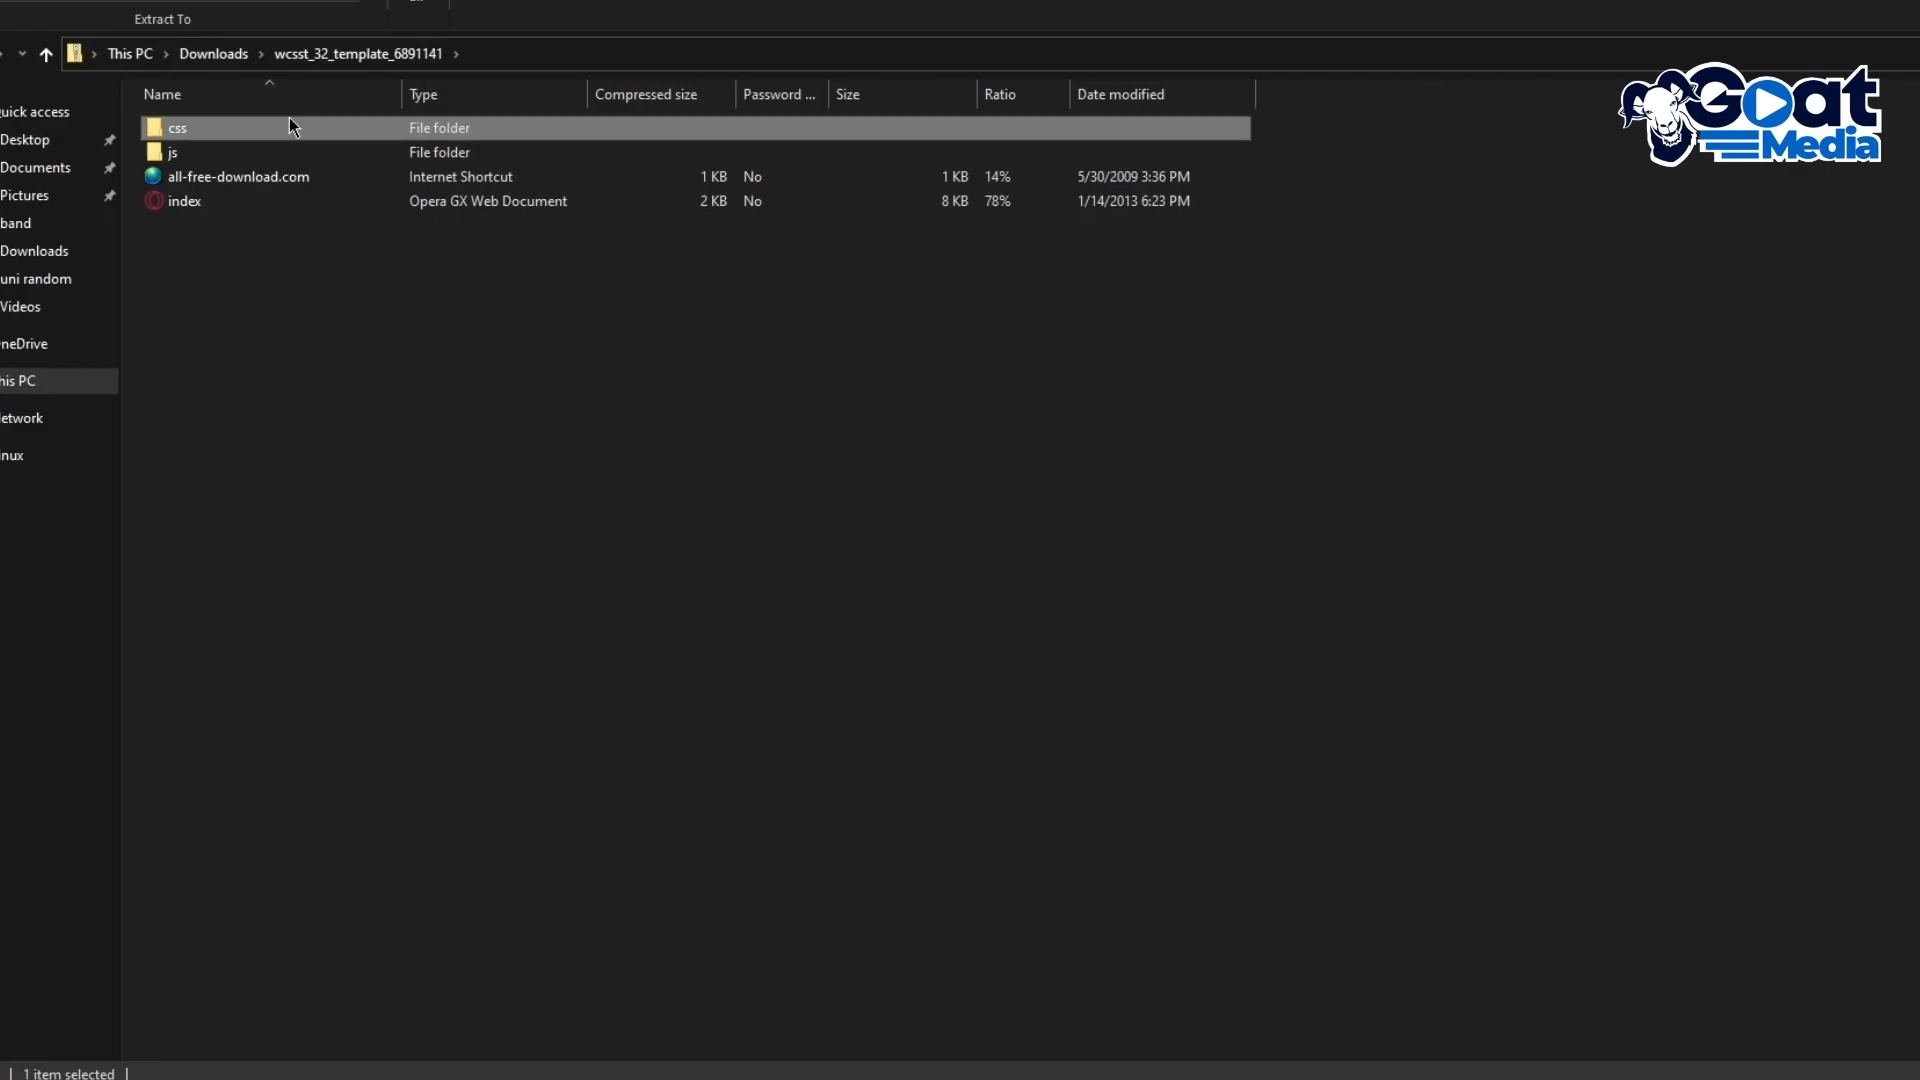 Extract To
This PC > Downloads > wcsst_32_template_6891141 >
Name Type Compressed size Password ... Size Ratio Date modified
css File folder
js File folder
all-free-download.com Internet Shortcut 1 KB No 1 KB 14% 5/30/2009 3:36 PM
index Opera GX Web Document 2 KB No 8 KB 78% 1/14/2013 6:23 PM
uick access
Desktop
Documents
Pictures
band
Downloads
uni random
Videos
neDrive
his PC
etwork
inux
Goat
Media
1 item selected